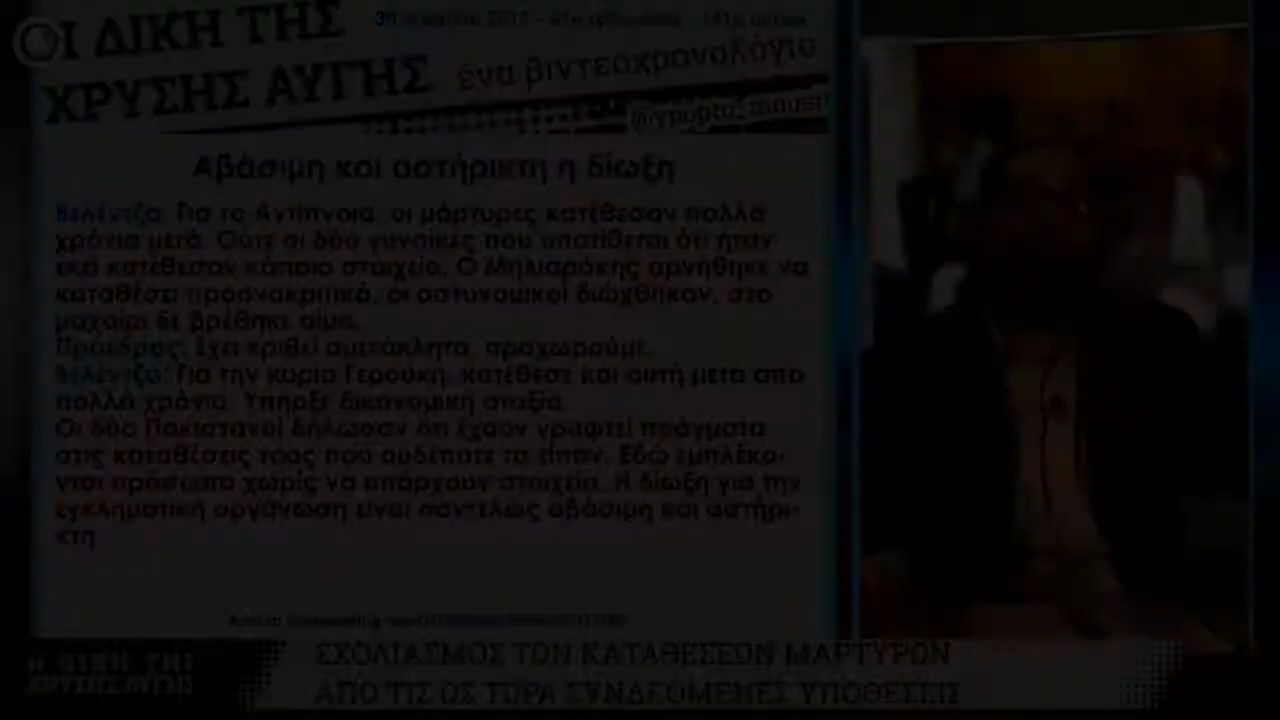 Η ΔΙΚΗ ΤΗΣ
ΧΡΥΣΗΣ ΑΥΓΗΣ ένα βιντεοχρονολόγιο
Αβάσιμη και αστήρικτη η δίωξη
Βελέντζα: Για το Αντίπνοια, οι μάρτυρες κατέθεσαν πολλά
χρόνια μετά. Ούτε οι δύο γυναίκες που υποτίθεται ότι ήταν
εκεί κατέθεσαν κάποιο στοιχείο. Ο Μηλιαράκης αρνήθηκε να
καταθέσει προανακριτικά, οι αστυνομικοί διώχθηκαν, στο
μαχαίρι δε βρέθηκε αίμα.
Πρόεδρος: Έχει κριθεί αμετάκλητα, προχωρούμε.
Βελέντζα: Για την κυρία Γερούκη, κατέθεσε και αυτή μετά από
πολλά χρόνια. Υπήρξε δικονομική αταξία.
Οι δύο Πακιστανοί δήλωσαν ότι έχουν γραφτεί πράγματα
στις καταθέσεις τους που ουδέποτε τα είπαν. Εδώ εμπλέκο-
νται πρόσωπα χωρίς να υπάρχουν στοιχεία. Η δίωξη για την
εγκληματική οργάνωση είναι παντελώς αβάσιμη και αστήρι-
κτη
Η ΔΙΚΗ ΤΗΣ
ΧΡΥΣΗΣ ΑΥΓΗΣ
ΣΧΟΛΙΑΣΜΟΣ ΤΩΝ ΚΑΤΑΘΕΣΕΩΝ ΜΑΡΤΥΡΩΝ
ΑΠΟ ΤΙΣ ΩΣ ΤΩΡΑ ΣΥΝΔΕΟΜΕΝΕΣ ΥΠΟΘΕΣΕΙΣ